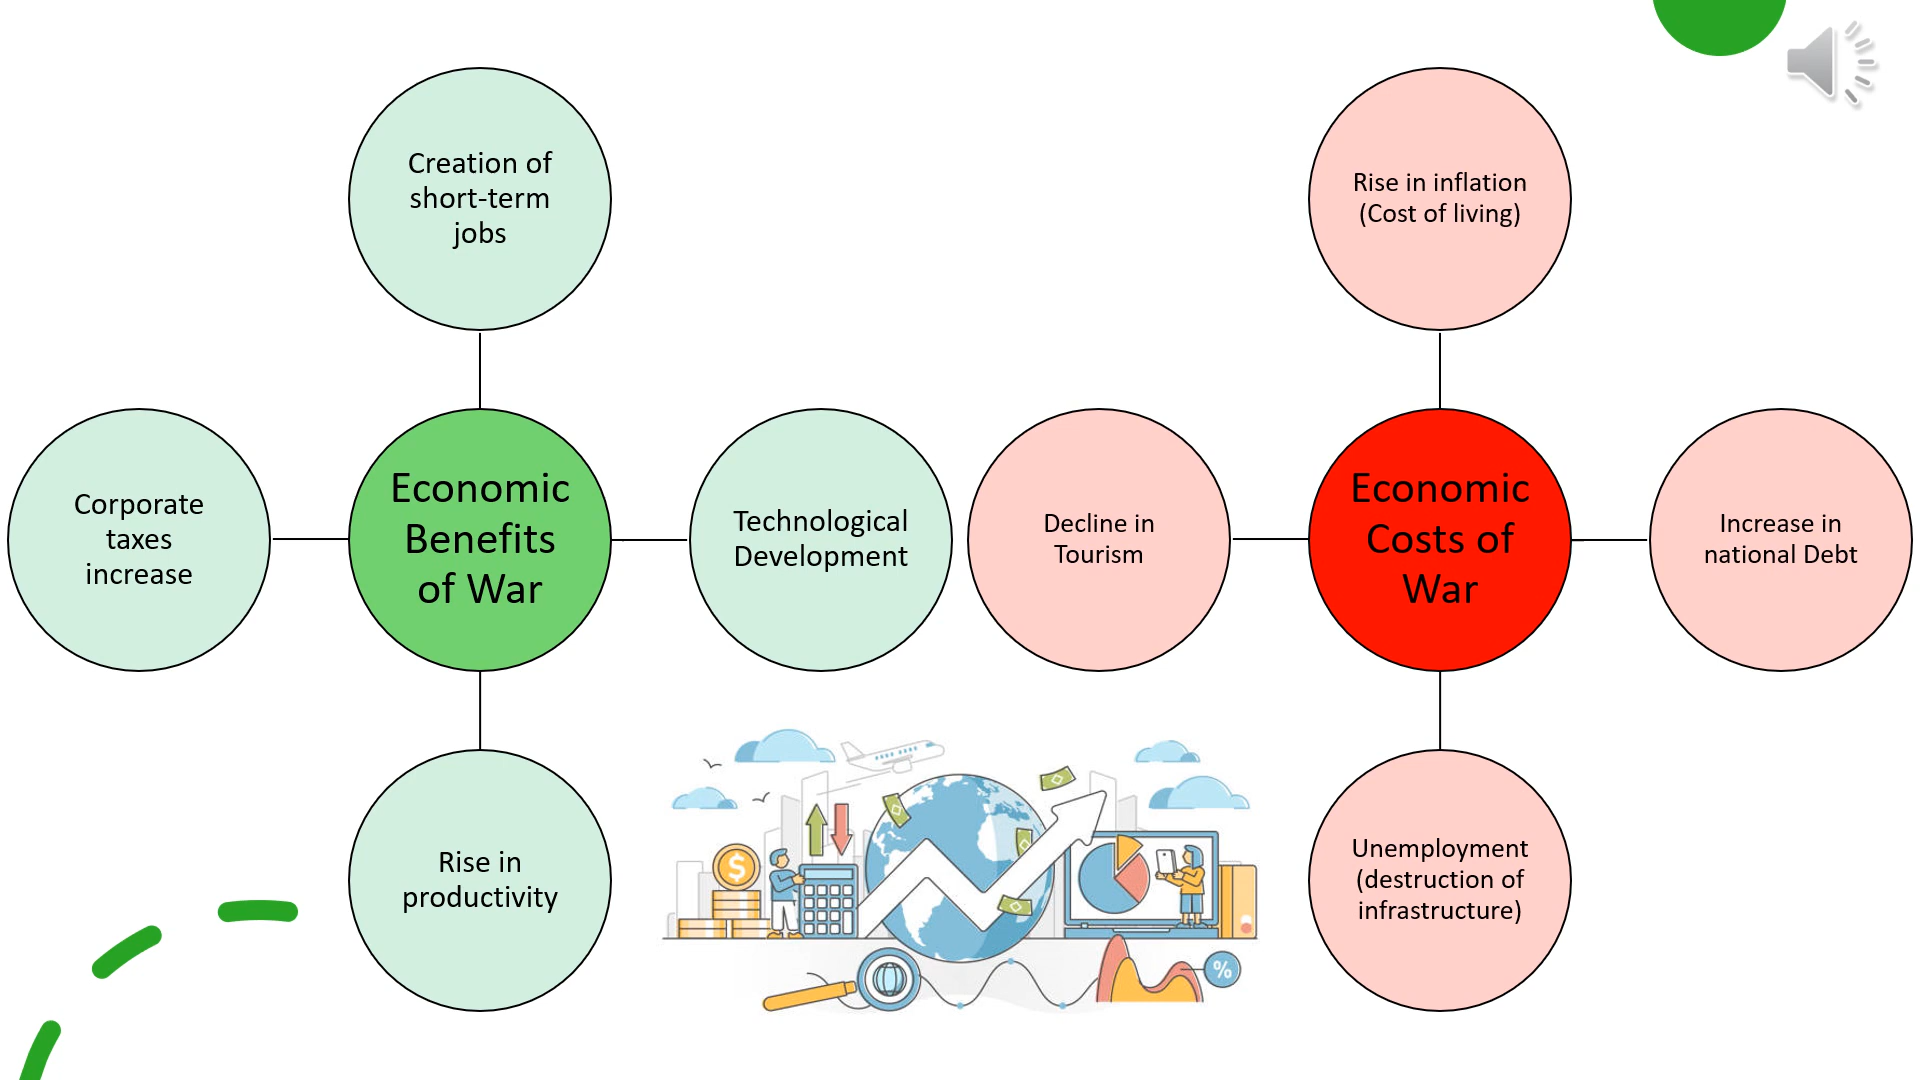 Creation of
short-term
jobs
Corporate
taxes
increase
Economic
Benefits
of War
Technological
Development
Rise in
productivity
Rise in inflation
(Cost of living)
Decline in
Tourism
Economic
Costs of
War
Increase in
national Debt
Unemployment
(destruction of
infrastructure)
$
%